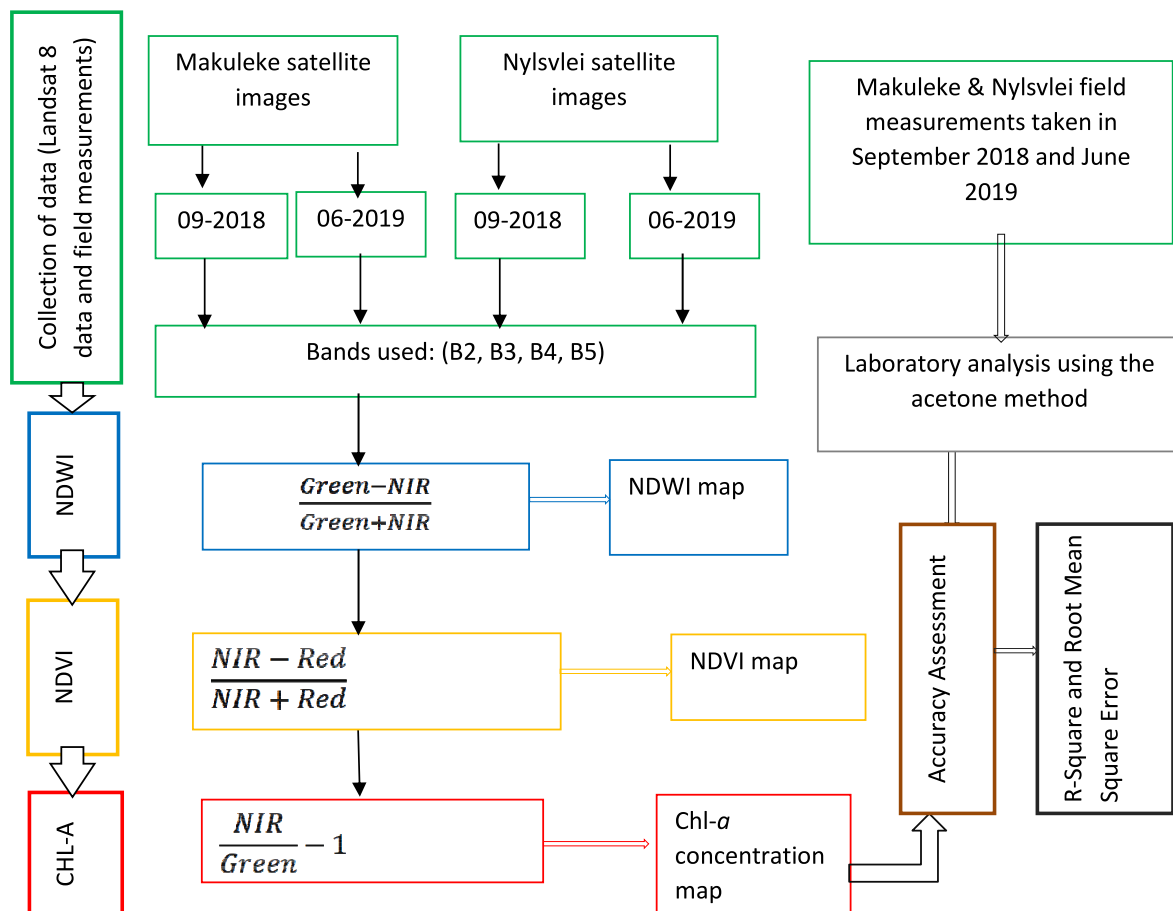 Collection of data (Landsat 8
data and field measurements)
Makuleke satellite
images
Nylsvlei satellite
images
Makuleke & Nylsvlei field
measurements taken in
September 2018 and June
2019
09-2018
06-2019
09-2018
06-2019
Bands used: (B2, B3, B4, B5)
Laboratory analysis using the
acetone method
NDWI
Green−NIR
Green+NIR
NDWI map
NDVI
NIR − Red
NIR + Red
NDVI map
Accuracy Assessment
R-Square and Root Mean
Square Error
CHL-A
NIR
Green − 1
Chl-a
concentration
map